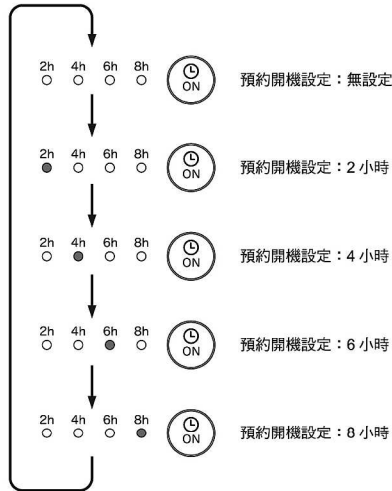 2h 4h 6h 8h
ON
預約開機設定：無設定
2h 4h 6h 8h
ON
預約開機設定：2 小時
2h 4h 6h 8h
ON
預約開機設定：4 小時
2h 4h 6h 8h
ON
預約開機設定：6 小時
2h 4h 6h 8h
ON
預約開機設定：8 小時